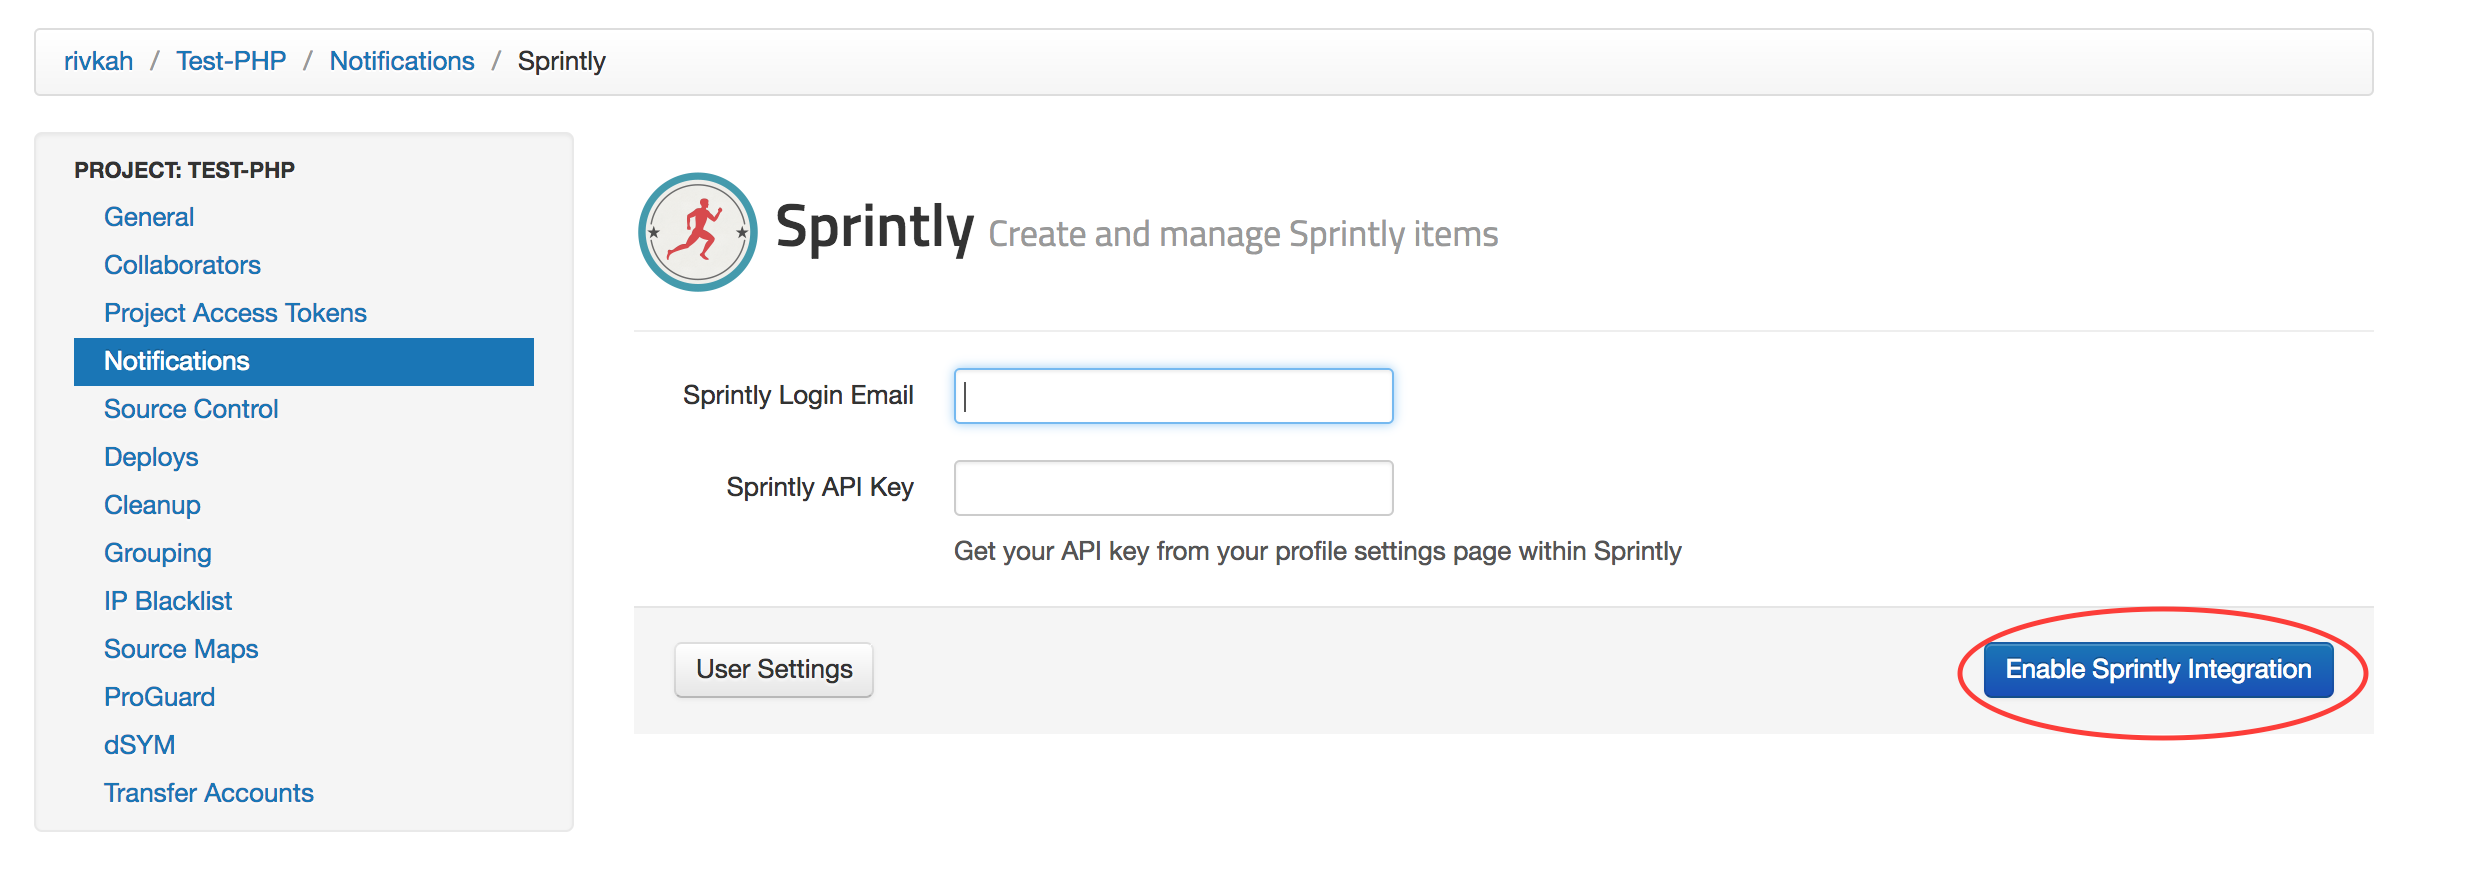 rivkah / Test-PHP / Notifications / Sprintly
PROJECT: TEST-PHP
General
Collaborators
Project Access Tokens
Notifications
Source Control
Deploys
Cleanup
Grouping
IP Blacklist
Source Maps
ProGuard
dSYM
Transfer Accounts
Sprintly Create and manage Sprintly items
Sprintly Login Email
Sprintly API Key
Get your API key from your profile settings page within Sprintly
User Settings
Enable Sprintly Integration